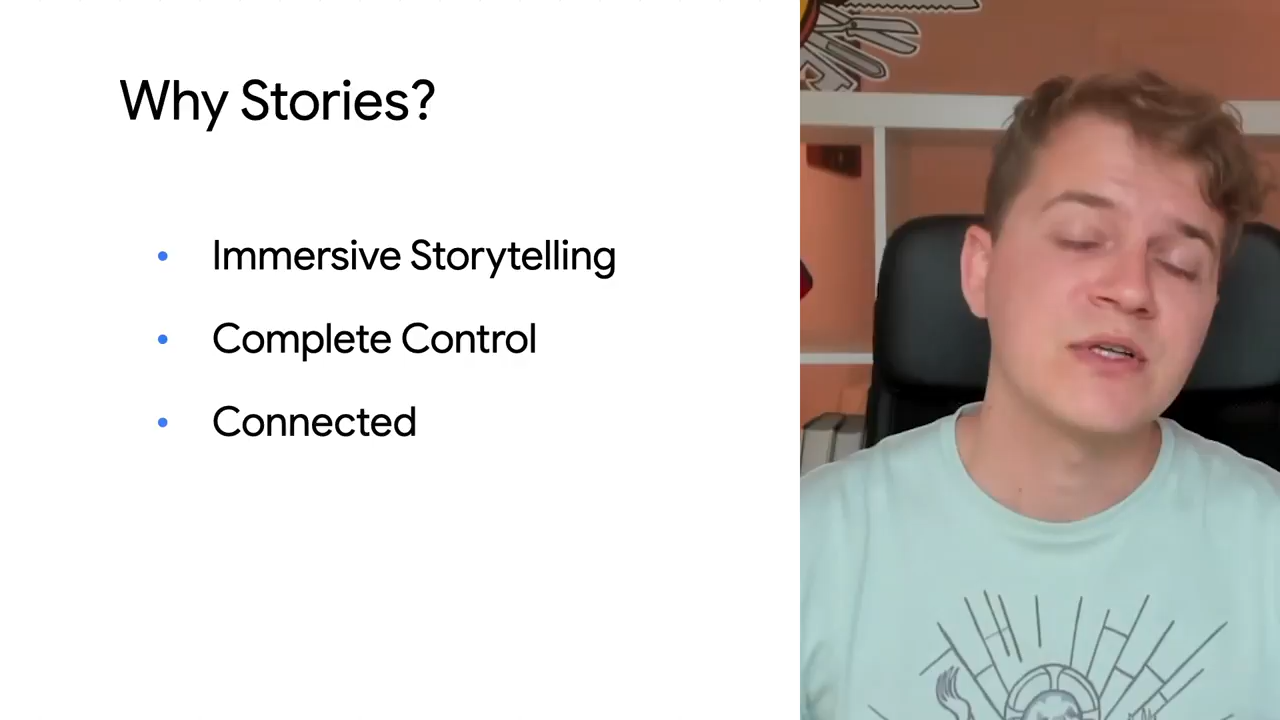 Why Stories?
• Immersive Storytelling
• Complete Control
• Connected